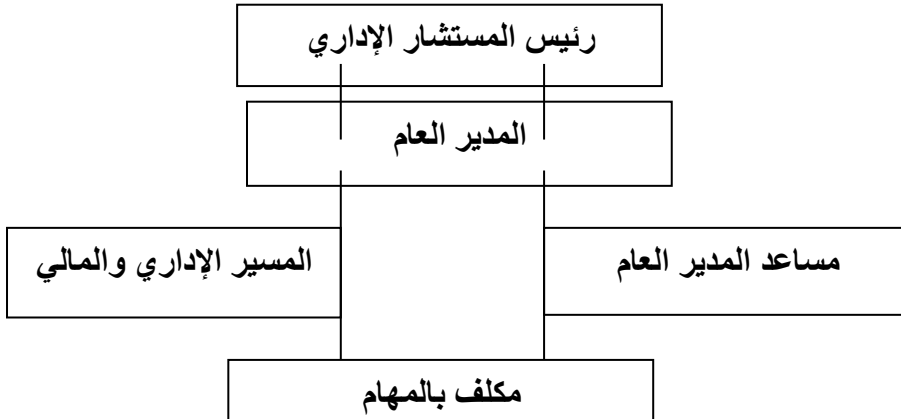 رئيس المستشار الإداري
المدير العام
مساعد المدير العام
المسير الإداري والمالي
مكلف بالمهام